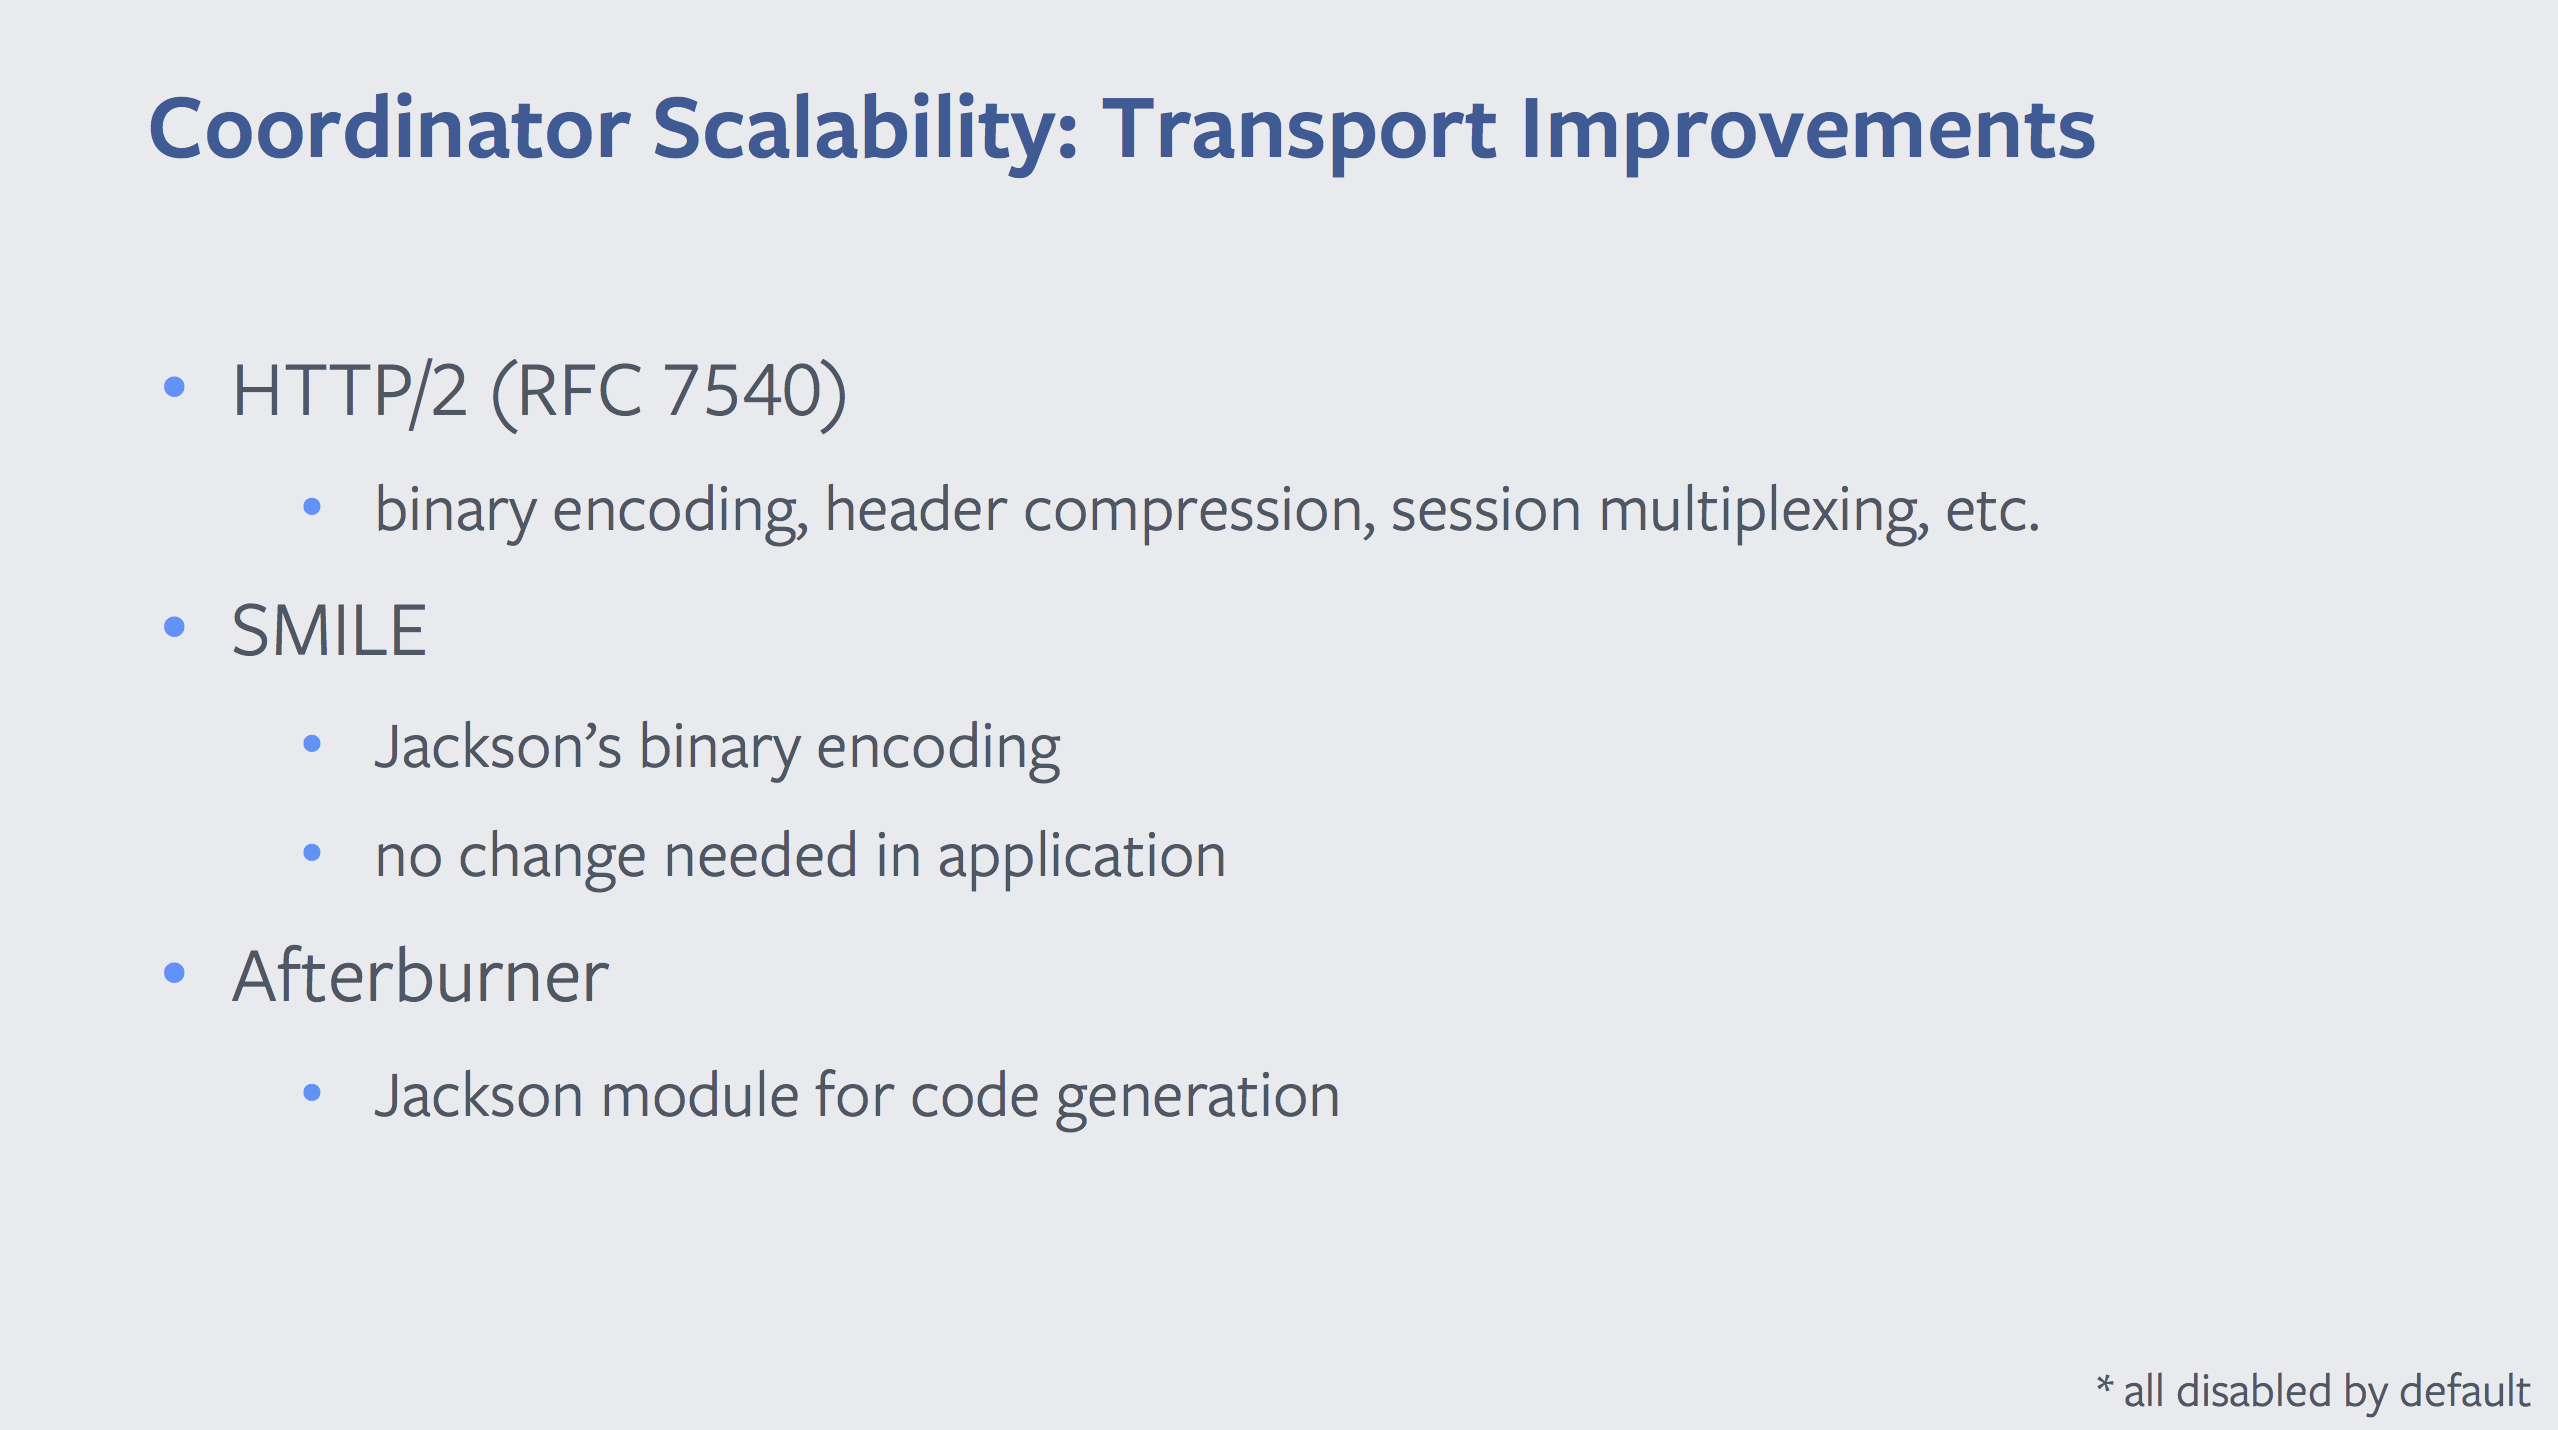 Coordinator Scalability: Transport Improvements
• HTTP/2 (RFC 7540)
• binary encoding, header compression, session multiplexing, etc.
• SMILE
• Jackson’s binary encoding
• no change needed in application
• Afterburner
• Jackson module for code generation
* all disabled by default